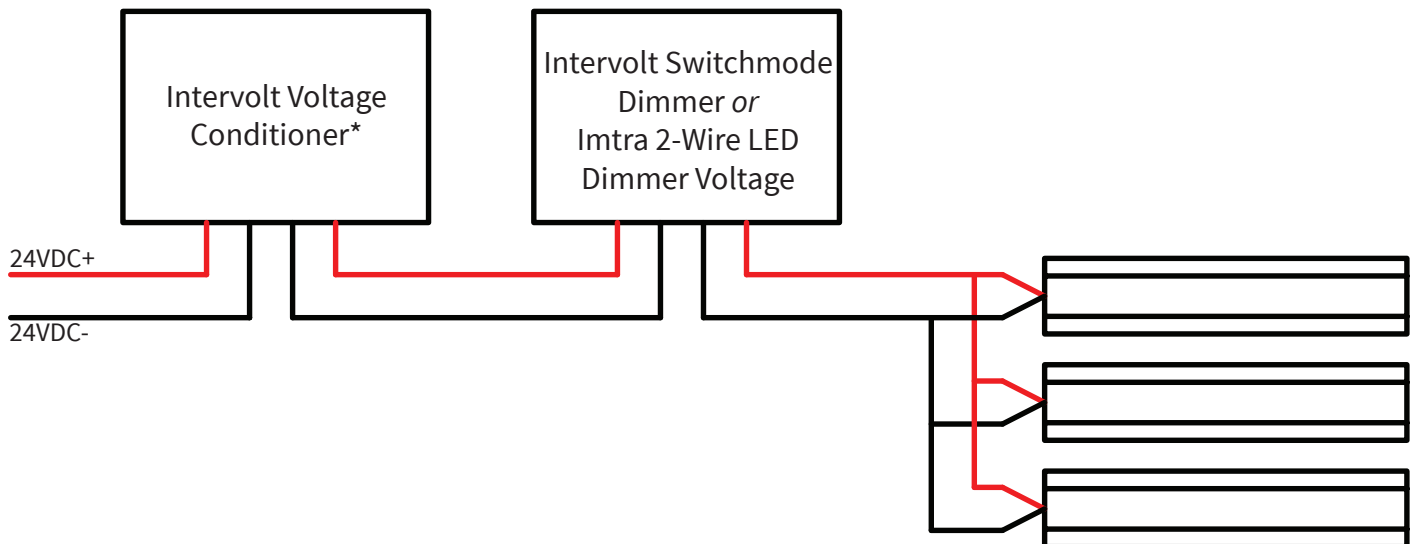 Intervolt Voltage
Conditioner*
Intervolt Switchmode
Dimmer or
Imtra 2-Wire LED
Dimmer Voltage
24VDC+
24VDC-